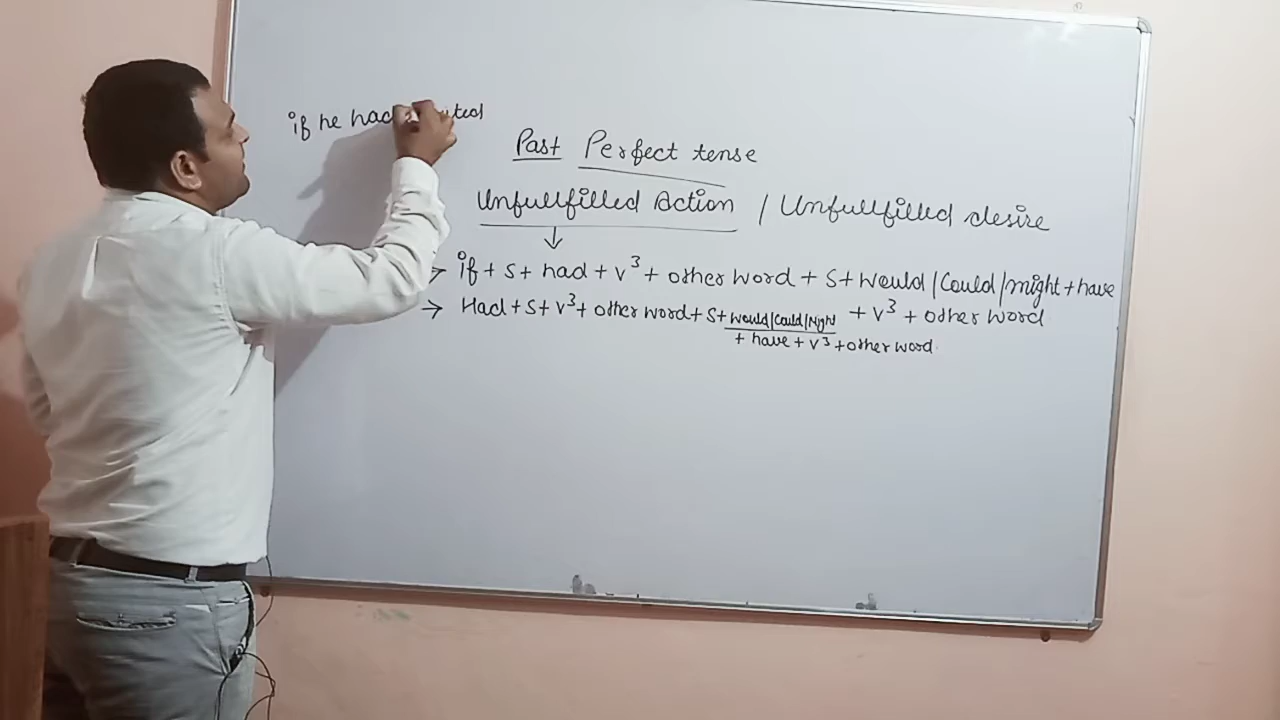 if he had
Past Perfect tense
Unfullfilled Action / Unfullfilled desire
↓
→ if + S + had + V³ + other word + S + would/Could/might + have
+ V³ + other word
→ Had + S + V³ + other word + S + would/Could/Might
+ have + V³ + other word